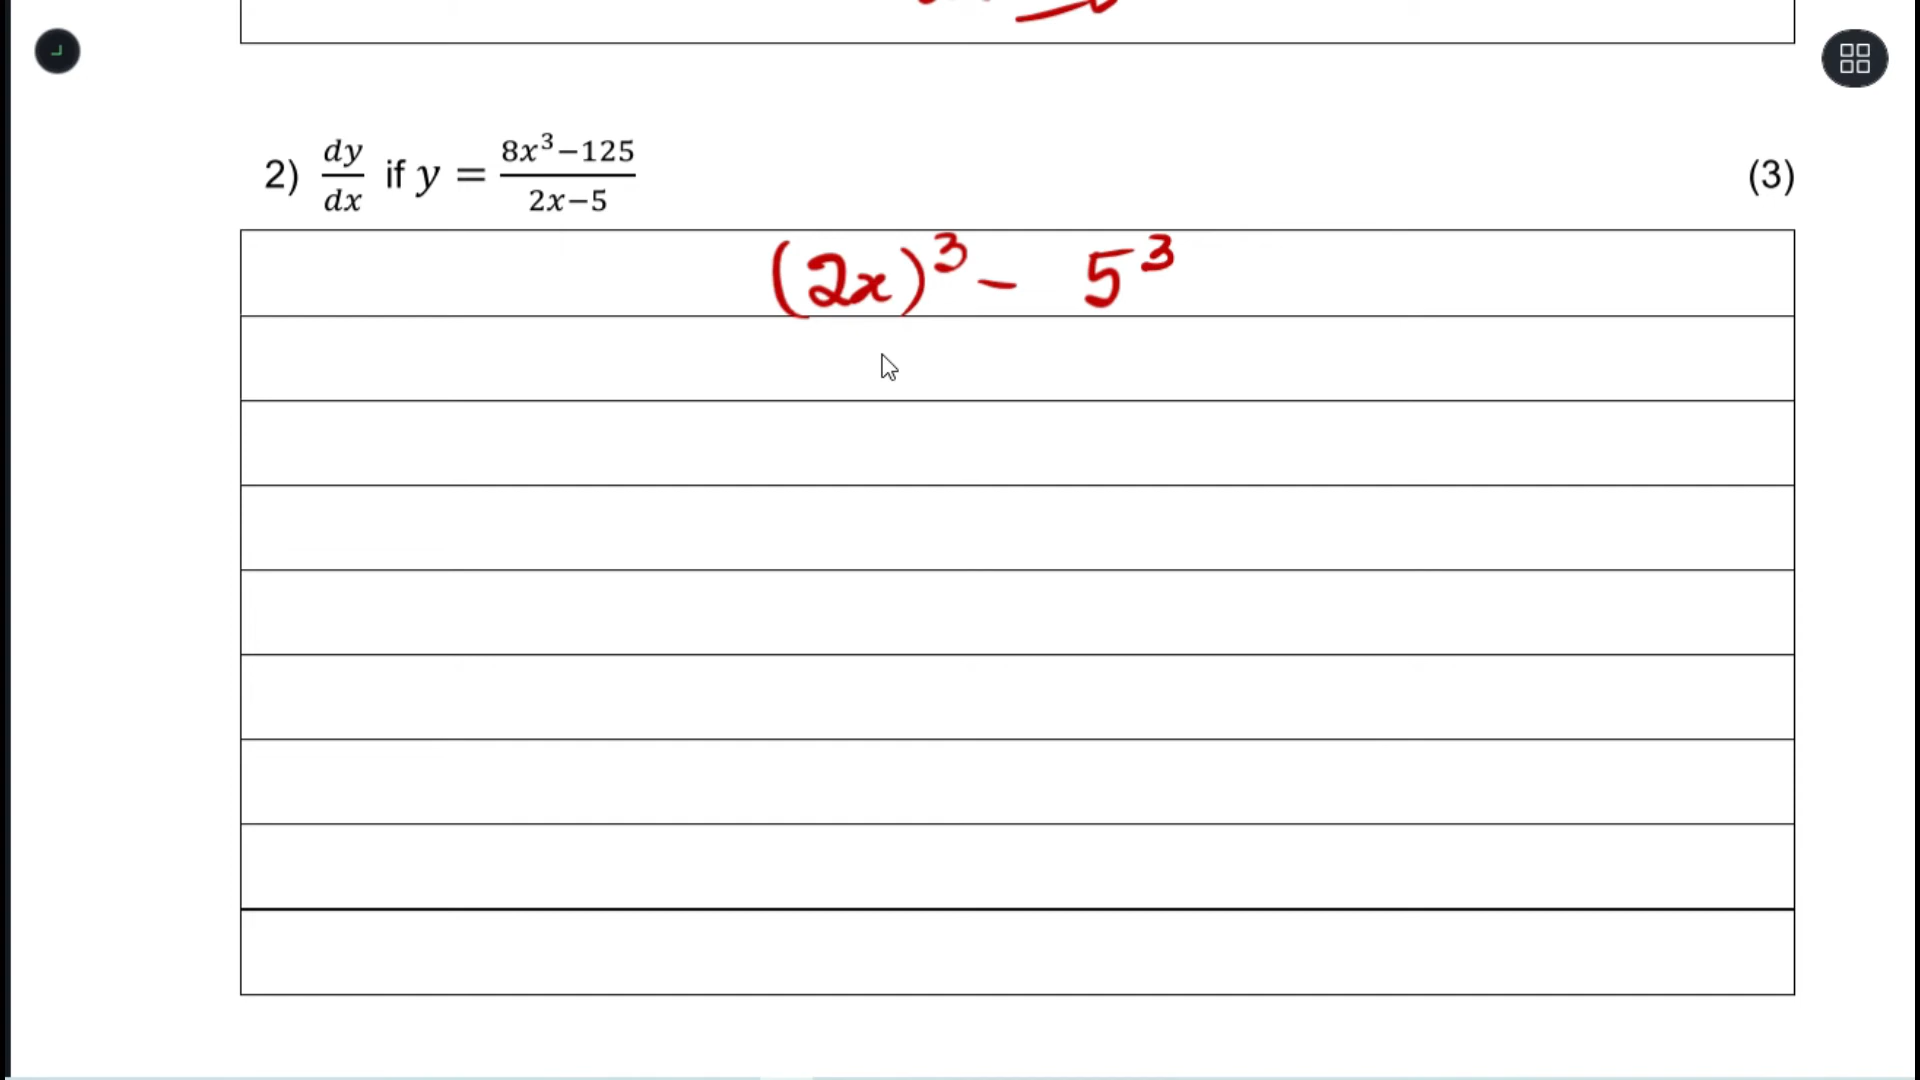 2) dy/dx if y = (8x³−125)/(2x−5) (3)
(2x)³ − 5³